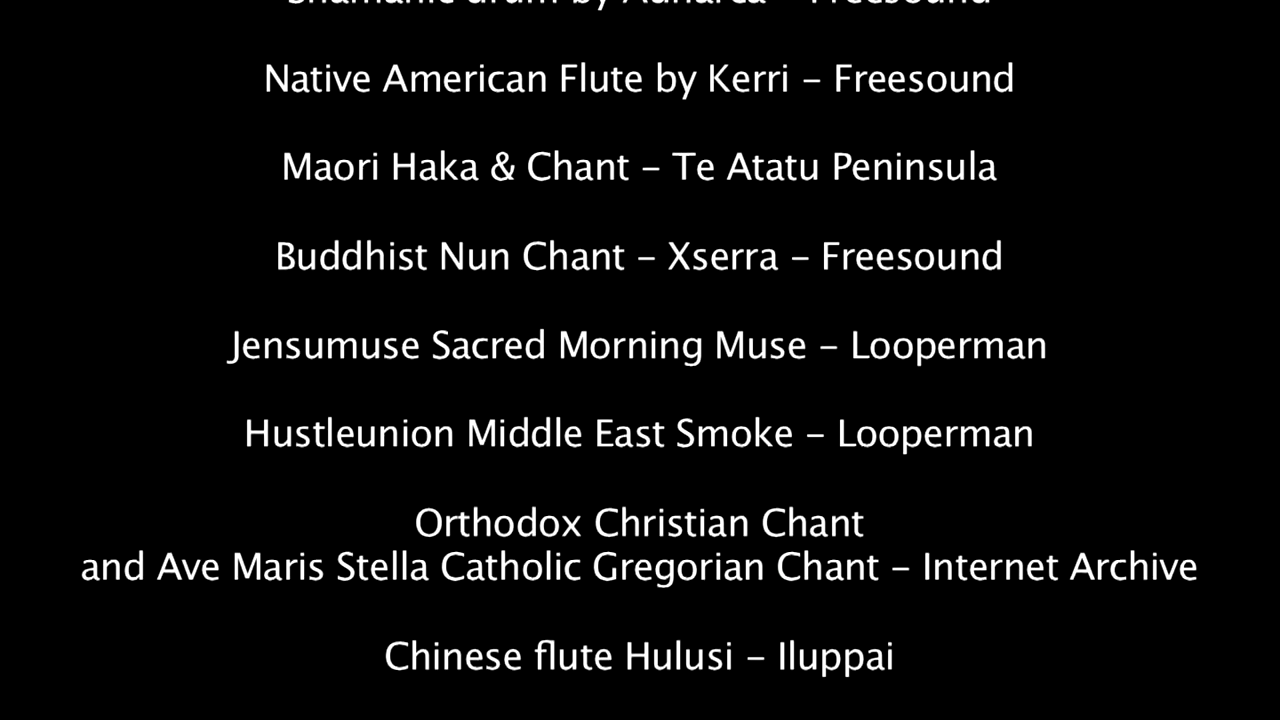 drum by
Native American Flute by Kerri – Freesound
Maori Haka & Chant – Te Atatu Peninsula
Buddhist Nun Chant – Xserra – Freesound
Jensumuse Sacred Morning Muse – Looperman
Hustleunion Middle East Smoke – Looperman
Orthodox Christian Chant
and Ave Maris Stella Catholic Gregorian Chant – Internet Archive
Chinese flute Hulusi – Iluppai